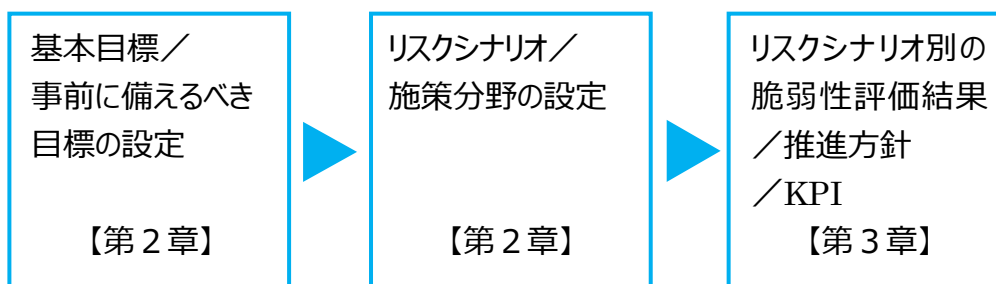 基本目標／
事前に備えるべき
目標の設定
【第２章】
リスクシナリオ／
施策分野の設定
【第２章】
リスクシナリオ別の
脆弱性評価結果
／推進方針
／KPI
【第３章】